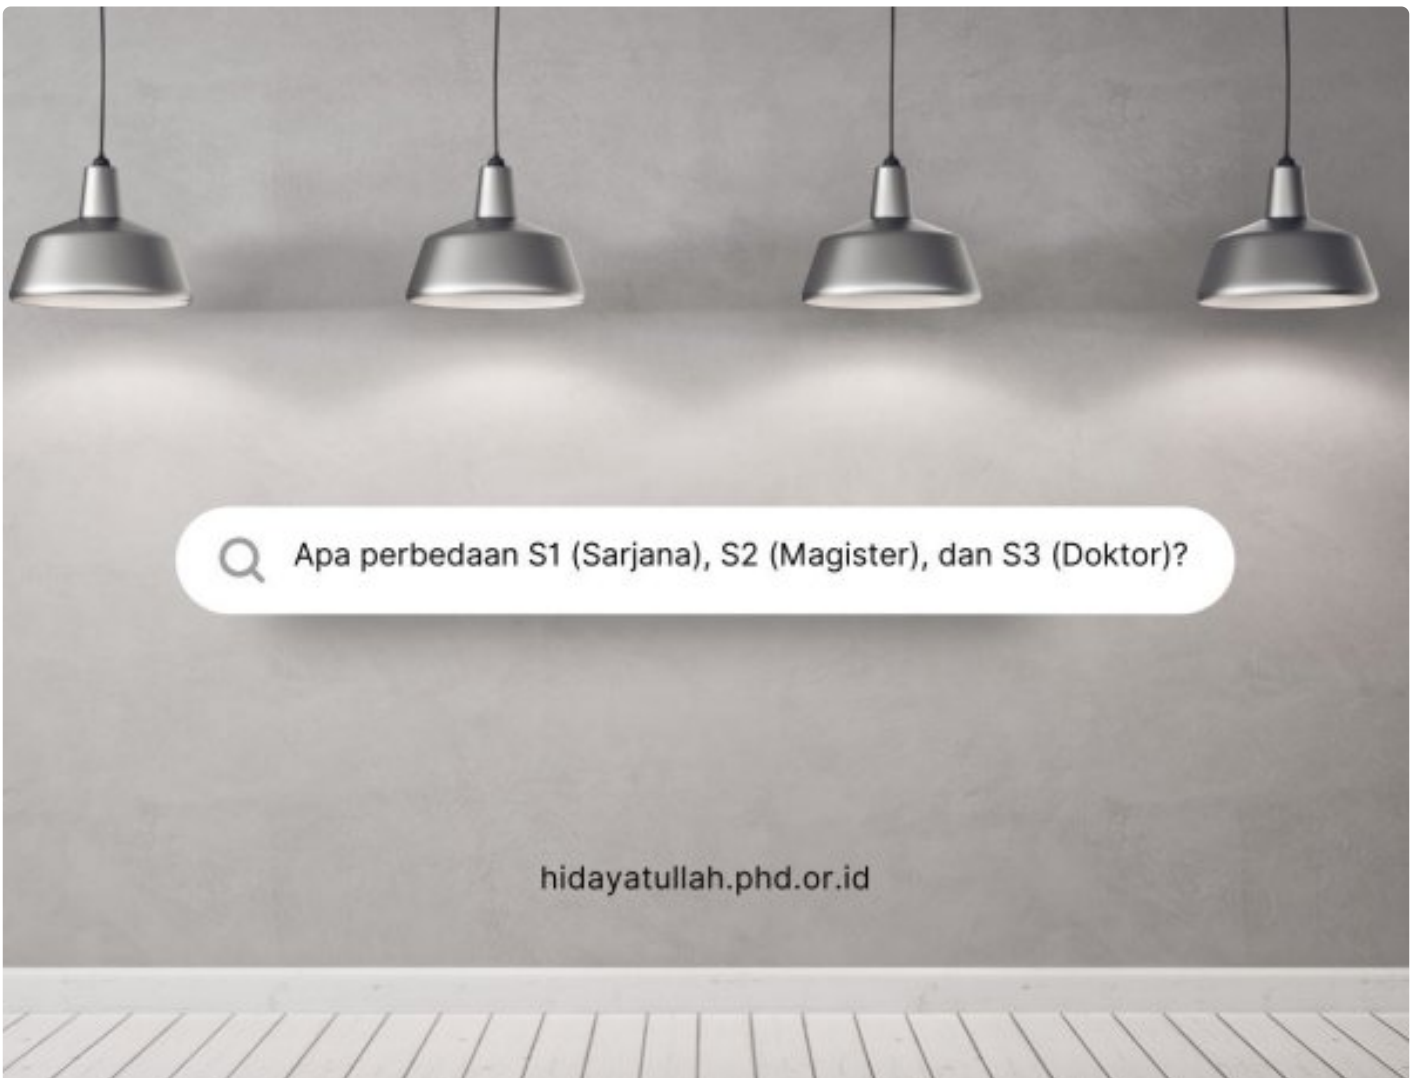 Apa perbedaan S1 (Sarjana), S2 (Magister), dan S3 (Doktor)?
hidayatullah.phd.or.id